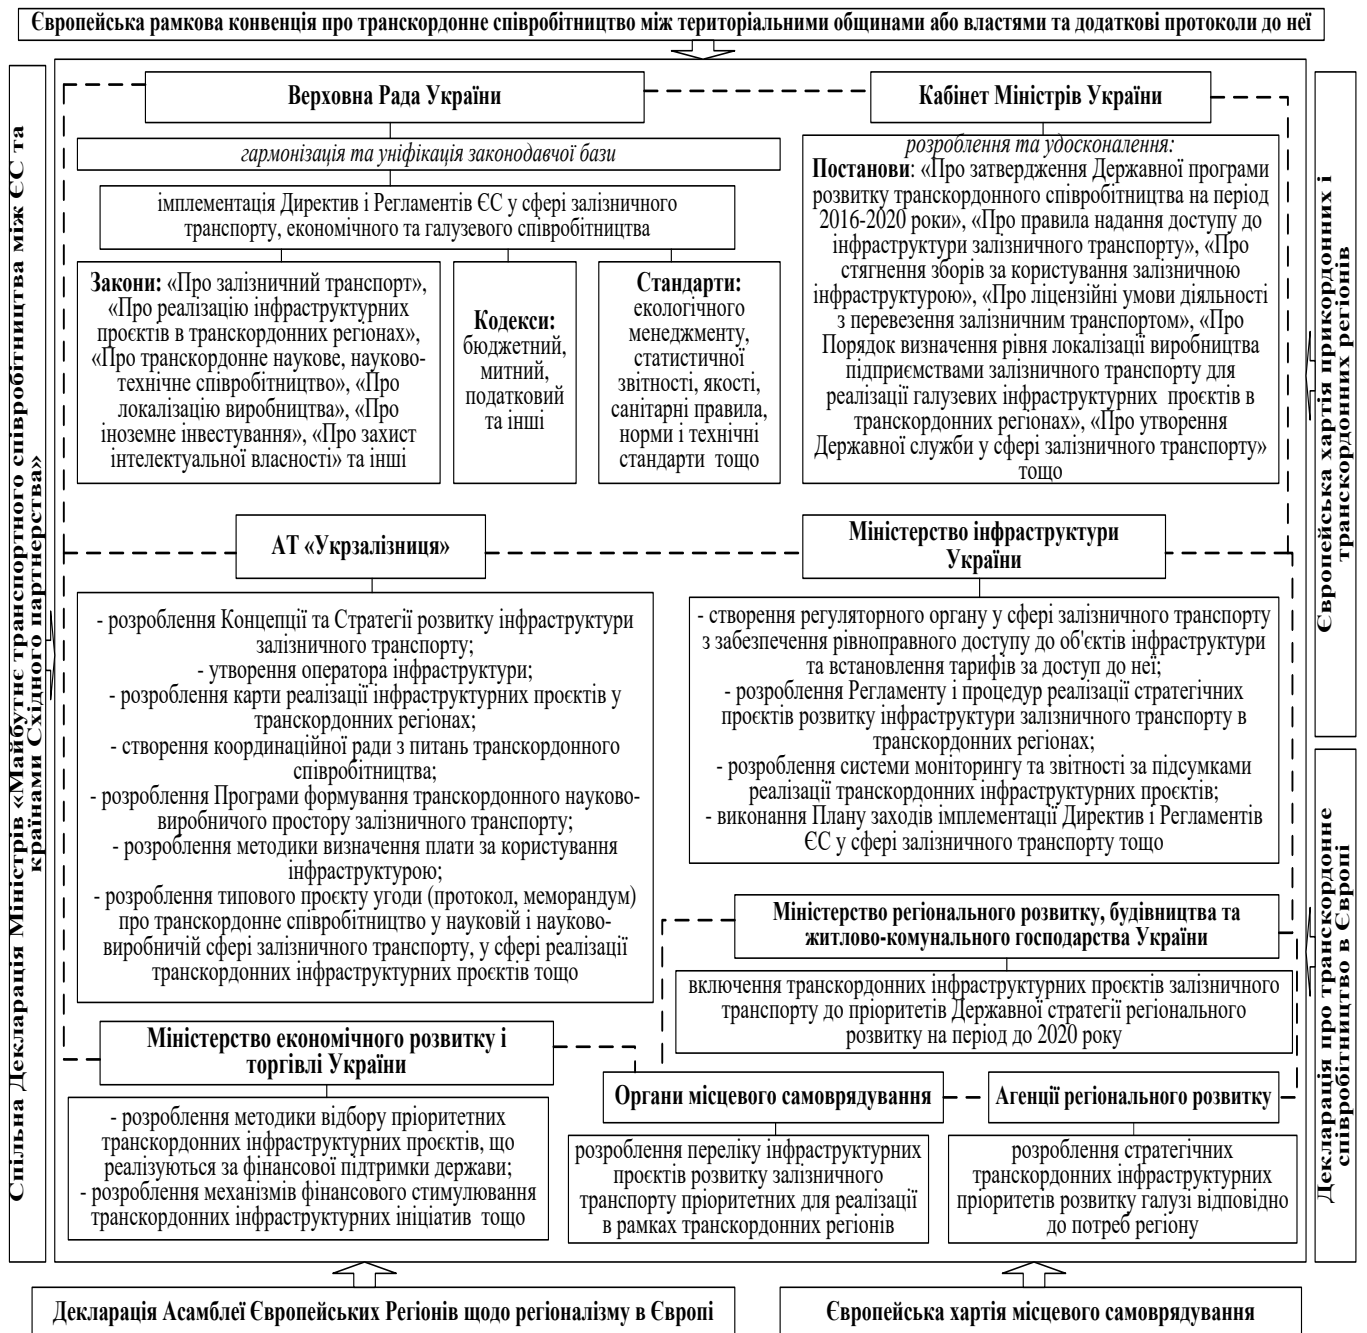 Європейська рамкова конвенція про транскордонне співробітництво між територіальними общинами або властями та додаткові протоколи до неї
Спільна Декларація Міністрів «Майбутнє транспортного співробітництва між ЄС та
країнами Східного партнерства»
Верховна Рада України
гармонізація та уніфікація законодавчої бази
імплементація Директив і Регламентів ЄС у сфері залізничного
транспорту, економічного та галузевого співробітництва
Закони: «Про залізничний транспорт»,
«Про реалізацію інфраструктурних
проєктів в транскордонних регіонах»,
«Про транскордонне наукове, науково-
технічне співробітництво», «Про
локалізацію виробництва», «Про
іноземне інвестування», «Про захист
інтелектуальної власності» та інші
Кодекси:
бюджетний,
митний,
податковий
та інші
Стандарти:
екологічного
менеджменту,
статистичної
звітності, якості,
санітарні правила,
норми і технічні
стандарти тощо
Кабінет Міністрів України
розроблення та удосконалення:
Постанови: «Про затвердження Державної програми
розвитку транскордонного співробітництва на період
2016-2020 роки», «Про правила надання доступу до
інфраструктури залізничного транспорту», «Про
стягнення зборів за користування залізничною
інфраструктурою», «Про ліцензійні умови діяльності
з перевезення залізничним транспортом», «Про
Порядок визначення рівня локалізації виробництва
підприємствами залізничного транспорту для
реалізації галузевих інфраструктурних проєктів в
транскордонних регіонах», «Про утворення
Державної служби у сфері залізничного транспорту»
тощо
АТ «Укрзалізниця»
- розроблення Концепції та Стратегії розвитку інфраструктури
залізничного транспорту;
- утворення оператора інфраструктури;
- розроблення карти реалізації інфраструктурних проєктів у
транскордонних регіонах;
- створення координаційної ради з питань транскордонного
співробітництва;
- розроблення Програми формування транскордонного науково-
виробничого простору залізничного транспорту;
- розроблення методики визначення плати за користування
інфраструктурою;
- розроблення типового проєкту угоди (протокол, меморандум)
про транскордонне співробітництво у науковій і науково-
виробничій сфері залізничного транспорту, у сфері реалізації
транскордонних інфраструктурних проєктів тощо
Міністерство інфраструктури
України
- створення регуляторного органу у сфері залізничного транспорту
з забезпечення рівноправного доступу до об'єктів інфраструктури
та встановлення тарифів за доступ до неї;
- розроблення Регламенту і процедур реалізації стратегічних
проєктів розвитку інфраструктури залізничного транспорту в
транскордонних регіонах;
- розроблення системи моніторингу та звітності за підсумками
реалізації транскордонних інфраструктурних проєктів;
- виконання Плану заходів імплементації Директив і Регламентів
ЄС у сфері залізничного транспорту тощо
Міністерство регіонального розвитку, будівництва та
житлово-комунального господарства України
включення транскордонних інфраструктурних проєктів залізничного
транспорту до пріоритетів Державної стратегії регіонального
розвитку на період до 2020 року
Міністерство економічного розвитку і
торгівлі України
- розроблення методики відбору пріоритетних
транскордонних інфраструктурних проєктів, що
реалізуються за фінансової підтримки держави;
- розроблення механізмів фінансового стимулювання
транскордонних інфраструктурних ініціатив тощо
Органи місцевого самоврядування
розроблення переліку інфраструктурних
проєктів розвитку залізничного
транспорту пріоритетних для реалізації
в рамках транскордонних регіонів
Агенції регіонального розвитку
розроблення стратегічних
транскордонних інфраструктурних
пріоритетів розвитку галузі відповідно
до потреб регіону
Європейська хартія прикордонних і
транскордонних регіонів
Декларація про транскордонне
співробітництво в Європі
Декларація Асамблеї Європейських Регіонів щодо регіоналізму в Європі
Європейська хартія місцевого самоврядування